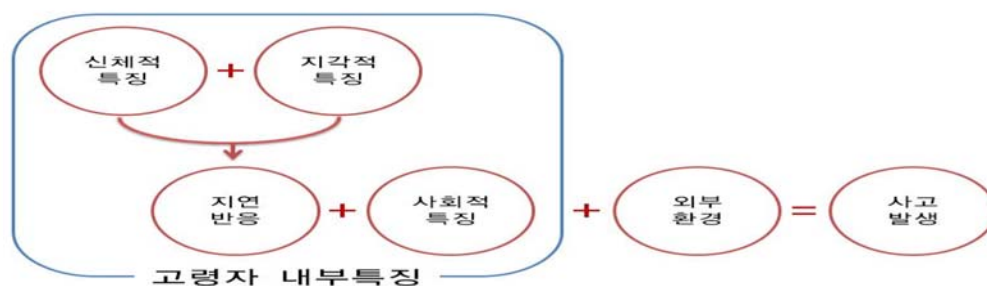 신체적
특징
+
지각적
특징
지연
반응
+
사회적
특징
+
외부
환경
=
사고
발생
고령자 내부특징